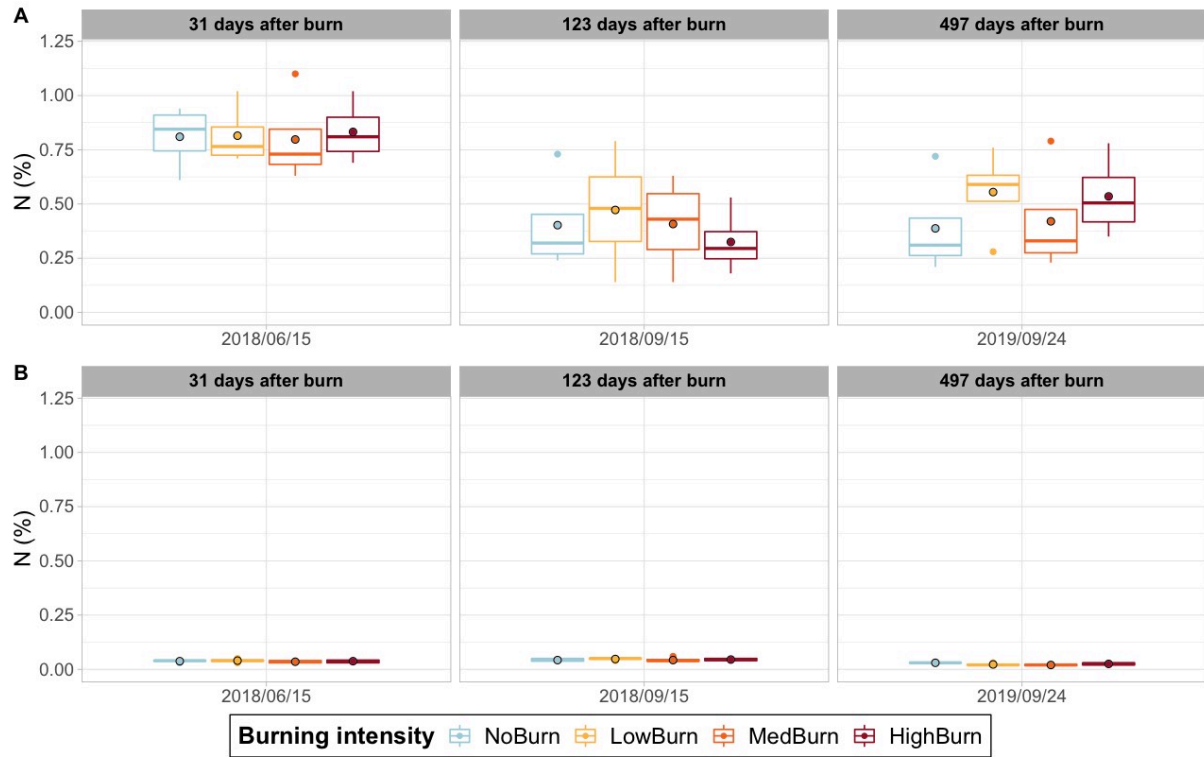 A
31 days after burn
123 days after burn
497 days after burn
N (%)
1.25
1.00
0.75
0.50
0.25
0.00
2018/06/15
2018/09/15
2019/09/24
B
31 days after burn
123 days after burn
497 days after burn
N (%)
1.25
1.00
0.75
0.50
0.25
0.00
2018/06/15
2018/09/15
2019/09/24
Burning intensity NoBurn LowBurn MedBurn HighBurn